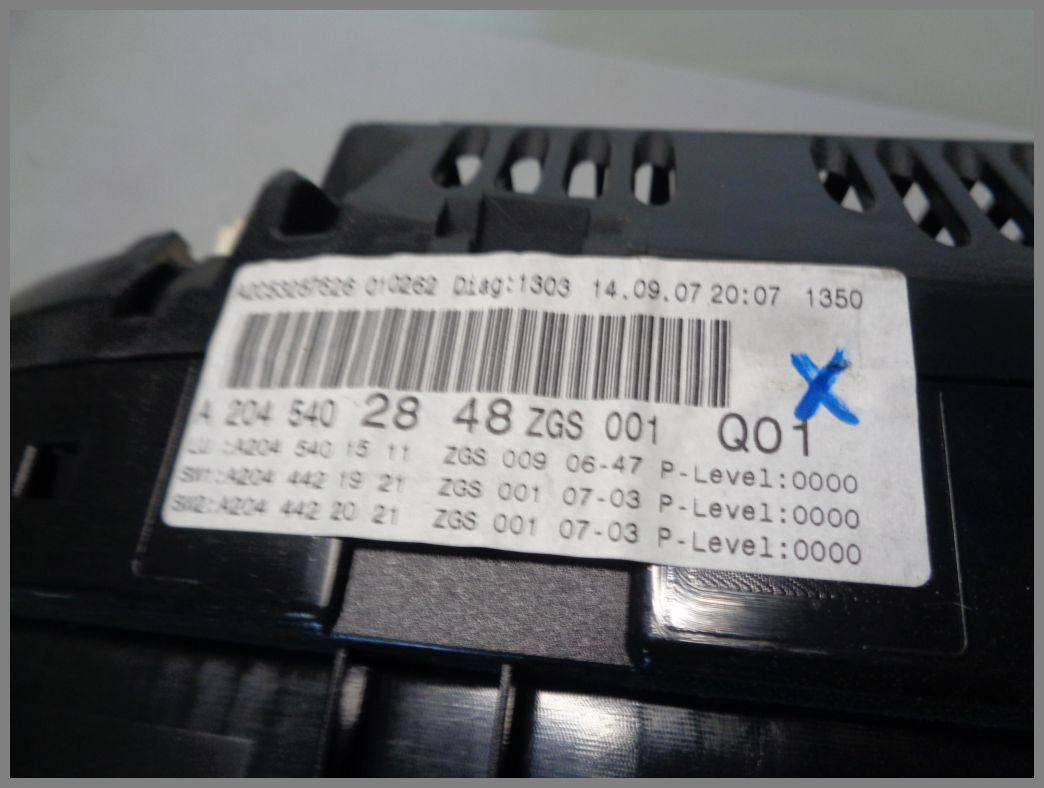 A2C53267626 010262 Diag:1303 14.09.07 20:07 1350
A 204 540 28 48 ZGS 001 Q01
LU :A204 540 15 11 ZGS 009 06-47 P-Level:0000
SW1:A204 442 19 21 ZGS 001 07-03 P-Level:0000
SW2:A204 442 20 21 ZGS 001 07-03 P-Level:0000
X